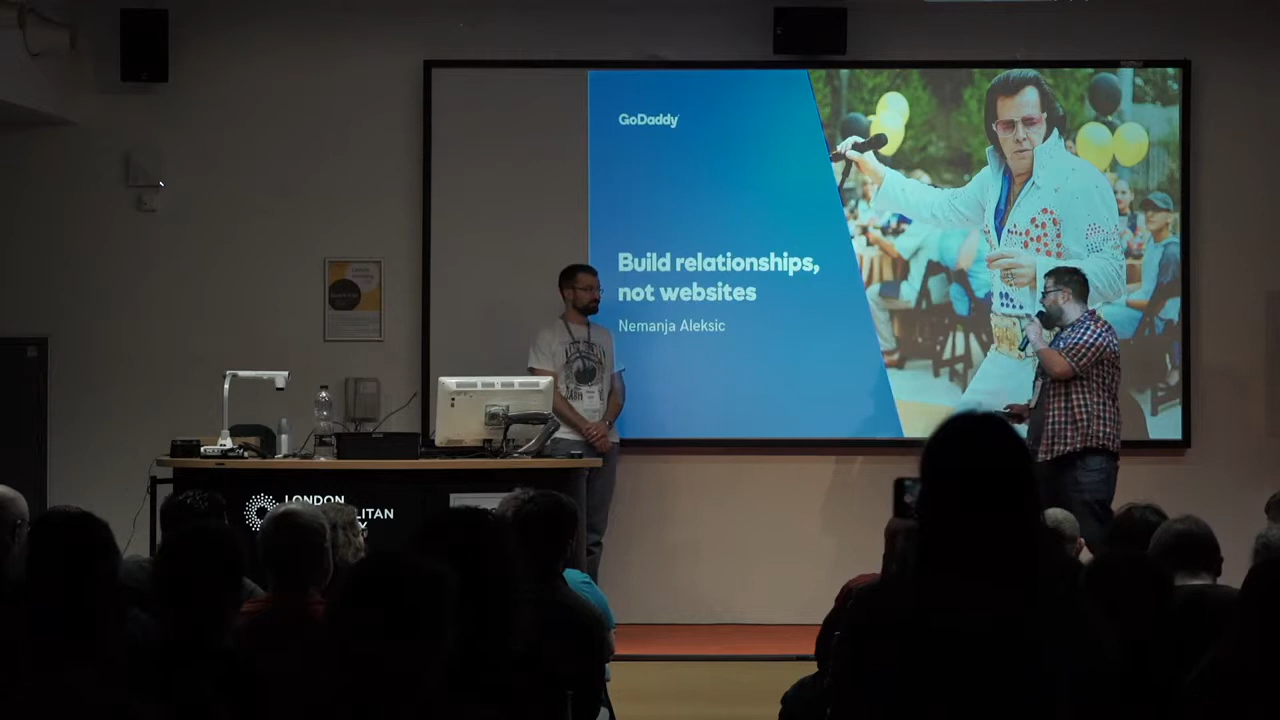 GoDaddy
Build relationships,
not websites
Nemanja Aleksic
LONDON